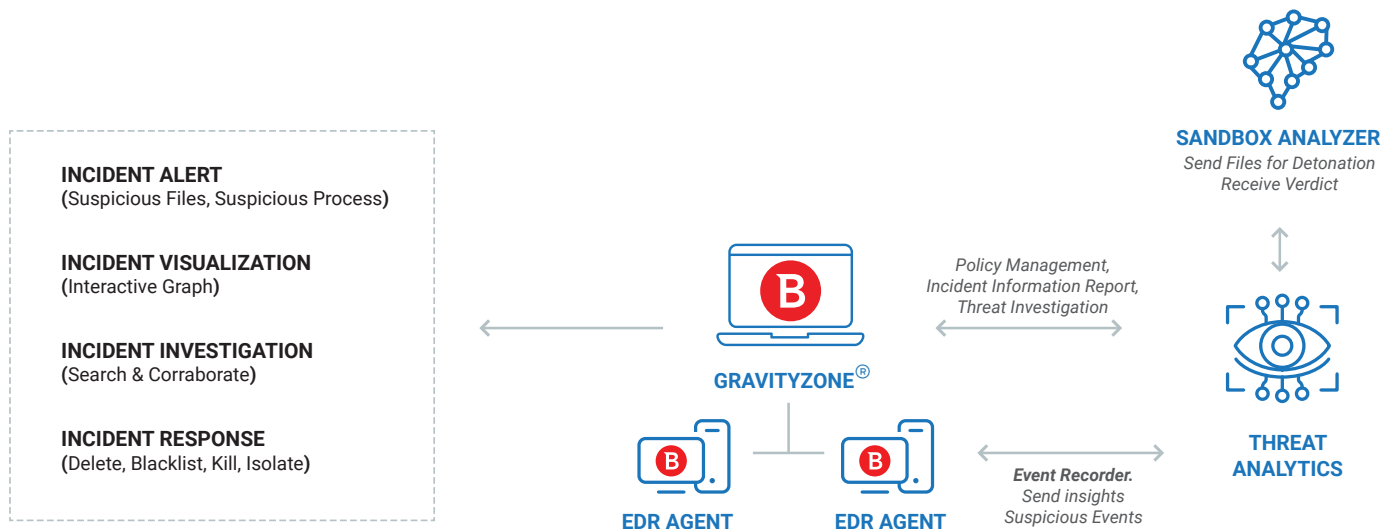 INCIDENT ALERT
(Suspicious Files, Suspicious Process)
INCIDENT VISUALIZATION
(Interactive Graph)
INCIDENT INVESTIGATION
(Search & Corraborate)
INCIDENT RESPONSE
(Delete, Blacklist, Kill, Isolate)
B
GRAVITYZONE®
B
EDR AGENT
B
EDR AGENT
Policy Management,
Incident Information Report,
Threat Investigation
Event Recorder.
Send insights
Suspicious Events
SANDBOX ANALYZER
Send Files for Detonation
Receive Verdict
THREAT
ANALYTICS